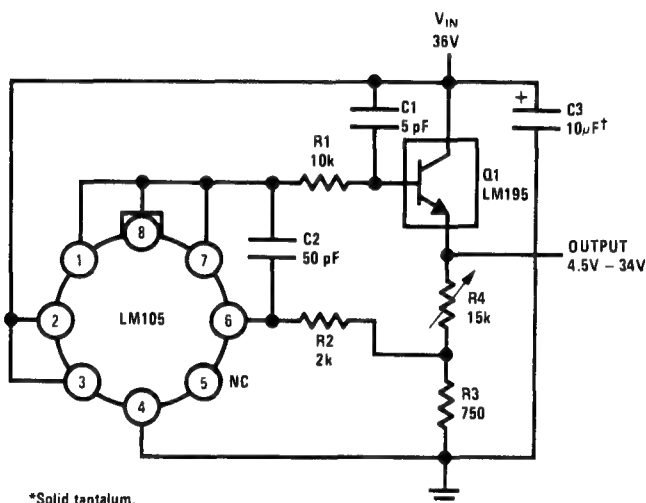 VIN
36V
C1
5 pF
+
C3
10μF†
R1
10k
Q1
LM195
8
1
7
C2
50 pF
OUTPUT
4.5V – 34V
R4
15k
2
LM105
6
R2
2k
3
5
NC
4
R3
750
*Solid tantalum.